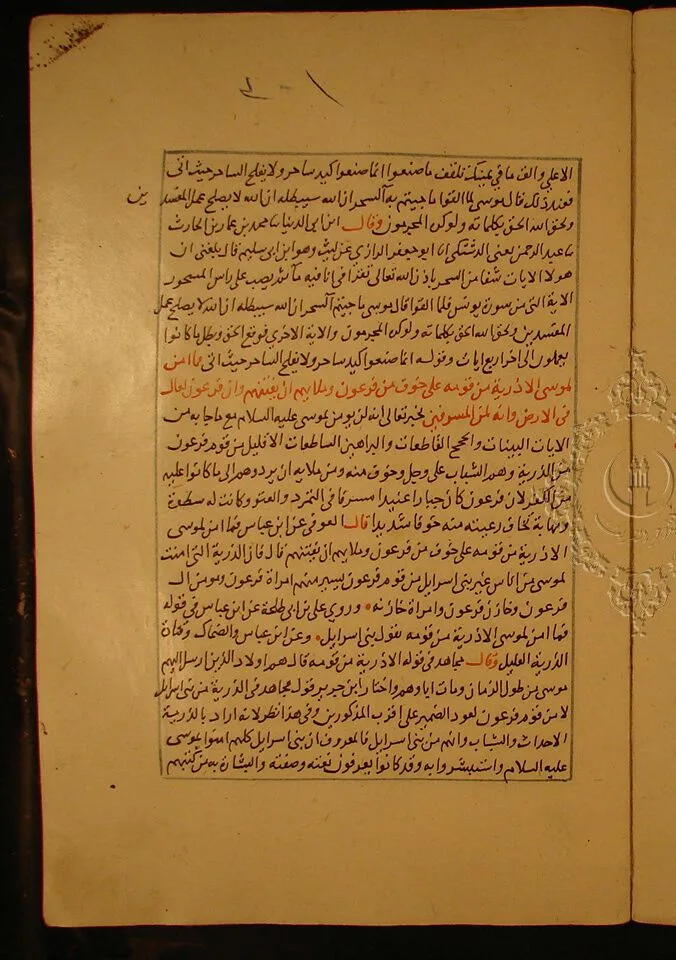 الاعلى والق ما في يمينك تلقف ما صنعوا انما صنعوا كيد ساحر ولا يفلح الساحر حيث اتى
فعند ذلك قال موسى لما القوا ما جيتم به السحر ان الله سيبطله ان الله لا يصلح عمل المفسد
ين
ويحق الله الحق بكلماته ولو كره المجرمون وقال ابن ابي الدنيا سا محمد بن عمار بن الحارث
سا عبد الرحمن يعني الدشتكي انا ابو جعفر الرازي عن ليث وهو ابن ابي سليم قال بلغني ان
هولا الايات شفا من السحر باذن الله تعالى تقرا في انا فيه ما ثم يصب على راس المسحور
الاية التي من سورة يونس فلما القوا قال موسى ما جيتم به السحر ان الله سيبطله ان الله لا يصلح عمل
المفسدين ويحق الله الحق بكلماته ولو كره المجرمون والاية الاخرى فوقع الحق وبطل ما كانوا
يعملون الى اخر اربع ايات وقوله انما صنعوا كيد ساحر ولا يفلح الساحر حيث اتى فما امن
لموسى الا ذرية من قومه على خوف من فرعون وملايهم ان يفتنهم وان فرعون لعال
في الارض وانه لمن المسرفين يخبر تعالى انه لن يومن بموسى عليه السلام مع ما جا به من
الايات البينات والحجج القاطعات والبراهين الساطعات الا قليل من قوم فرعون
من الذرية وهم الشباب على وجل وخوف منه ومن ملايه ان يردوهم الى ما كانوا عليه
من الكفر لان فرعون كان جبارا عنيدا مسرفا في التمرد والعتو وكانت له سطوة
ومهابة تخاف رعيته منه خوفا شديدا قال العوفي عن ابن عباس فما امن لموسى
الا ذرية من قومه على خوف من فرعون وملايهم ان يفتنهم قال فان الذرية التي امنت
لموسى من اناس غير بني اسرايل من قوم فرعون يسير منهم امراة فرعون ومومن ال
فرعون وخازن فرعون وامراة خازنه وروي علي بن ابي طلحة عن ابن عباس في قوله
فما امن لموسى الا ذرية من قومه يقول بني اسرايل وعن ابن عباس والضحاك وقتادة
الذرية القليل وقال مجاهد في قوله الا ذرية من قومه قال هم اولاد الذين ارسل اليهم
موسى من طول الزمان ومات اباوهم واختار ابن جرير قول مجاهد في الذرية من بني اسرايل
لا من قوم فرعون لعود الضمير على اقرب المذكورين وفي هذا نظر لانه اراد بالذرية
الاحداث والشباب وانهم من بني اسرايل فالمعروف ان بني اسرايل كلهم امنوا بموسى
عليه السلام واستبشروا به وقد كانوا يعرفون نعته وصفته والبشارة به من كتبهم